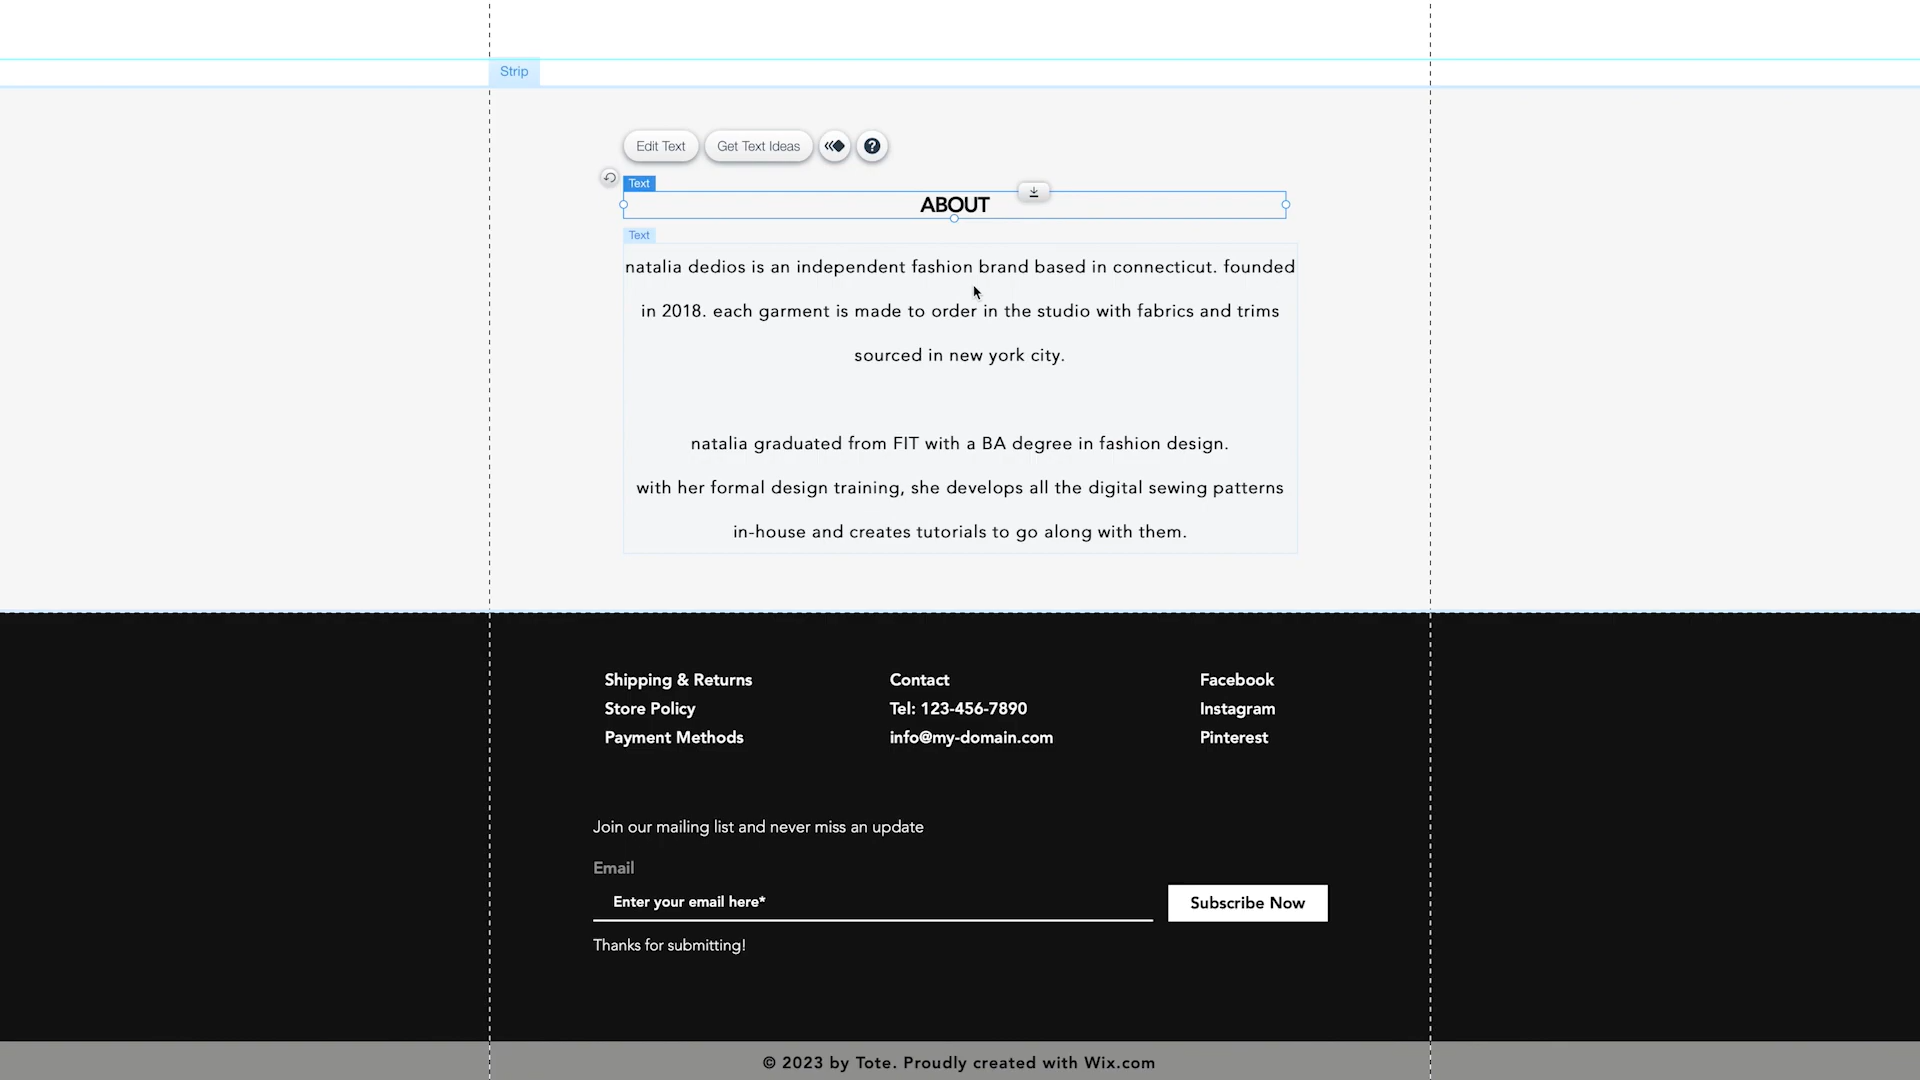 Strip
Edit Text
Get Text Ideas
?
Text
ABOUT
Text
natalia dedios is an independent fashion brand based in connecticut. founded
in 2018. each garment is made to order in the studio with fabrics and trims
sourced in new york city.
natalia graduated from FIT with a BA degree in fashion design.
with her formal design training, she develops all the digital sewing patterns
in-house and creates tutorials to go along with them.
Shipping & Returns
Store Policy
Payment Methods
Contact
Tel: 123-456-7890
info@my-domain.com
Facebook
Instagram
Pinterest
Join our mailing list and never miss an update
Email
Enter your email here*
Subscribe Now
Thanks for submitting!
© 2023 by Tote. Proudly created with Wix.com